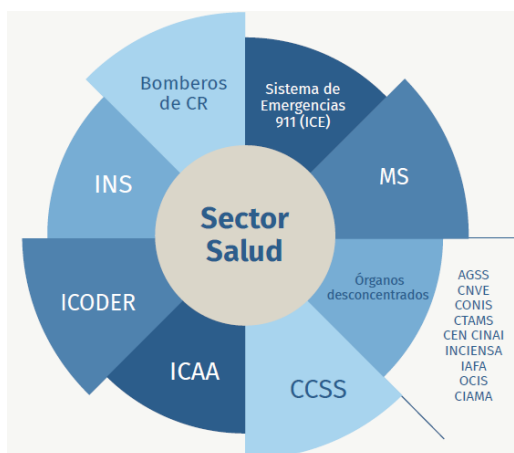 Bomberos
de CR
Sistema de
Emergencias
911 (ICE)
MS
Órganos
desconcentrados
AGSS
CNVE
CONIS
CTAMS
CEN CINAI
INCIENSA
IAFA
OCIS
CIAMA
CCSS
ICAA
ICODER
INS
Sector
Salud